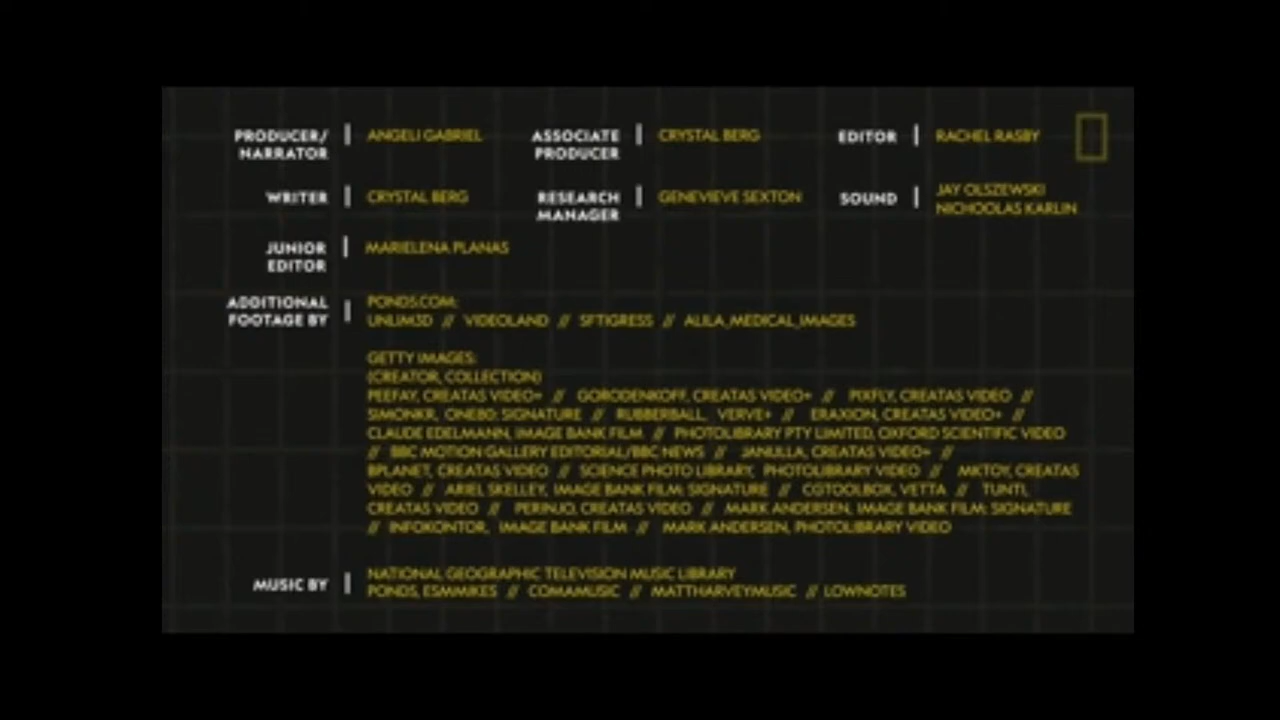 PRODUCER/ NARRATOR | ANGELI GABRIEL
ASSOCIATE PRODUCER | CRYSTAL BERG
EDITOR | RACHEL RASBY
WRITER | CRYSTAL BERG
RESEARCH MANAGER | GENEVIEVE SEXTON
SOUND | JAY OLSZEWSKI
NICHOOLAS KARLIN
JUNIOR EDITOR | MARIELENA PLANAS
ADDITIONAL FOOTAGE BY | POND5.COM:
UNLIM3D // VIDEOLAND // SFTIGRESS // ALILA_MEDICAL_IMAGES
GETTY IMAGES:
(CREATOR, COLLECTION)
PEEFAY, CREATAS VIDEO+ // GORODENKOFF, CREATAS VIDEO+ // PIXFLY, CREATAS VIDEO //
SIMONKR, ONE80: SIGNATURE // RUBBERBALL, VERVE+ // ERAXION, CREATAS VIDEO+ //
CLAUDE EDELMANN, IMAGE BANK FILM // PHOTOLIBRARY PTY LIMITED, OXFORD SCIENTIFIC VIDEO
// BBC MOTION GALLERY EDITORIAL/BBC NEWS // JANULLA, CREATAS VIDEO+ //
BPLANET, CREATAS VIDEO // SCIENCE PHOTO LIBRARY, PHOTOLIBRARY VIDEO // MKTOY, CREATAS
VIDEO // ARIEL SKELLEY, IMAGE BANK FILM: SIGNATURE // CGTOOLBOX, VETTA // TUNTI,
CREATAS VIDEO // PERINJO, CREATAS VIDEO // MARK ANDERSEN, IMAGE BANK FILM: SIGNATURE
// INFOKONTOR, IMAGE BANK FILM // MARK ANDERSEN, PHOTOLIBRARY VIDEO
MUSIC BY | NATIONAL GEOGRAPHIC TELEVISION MUSIC LIBRARY
POND5, ESMMIKES // COMAMUSIC // MATTHARVEYMUSIC // LOWNOTES